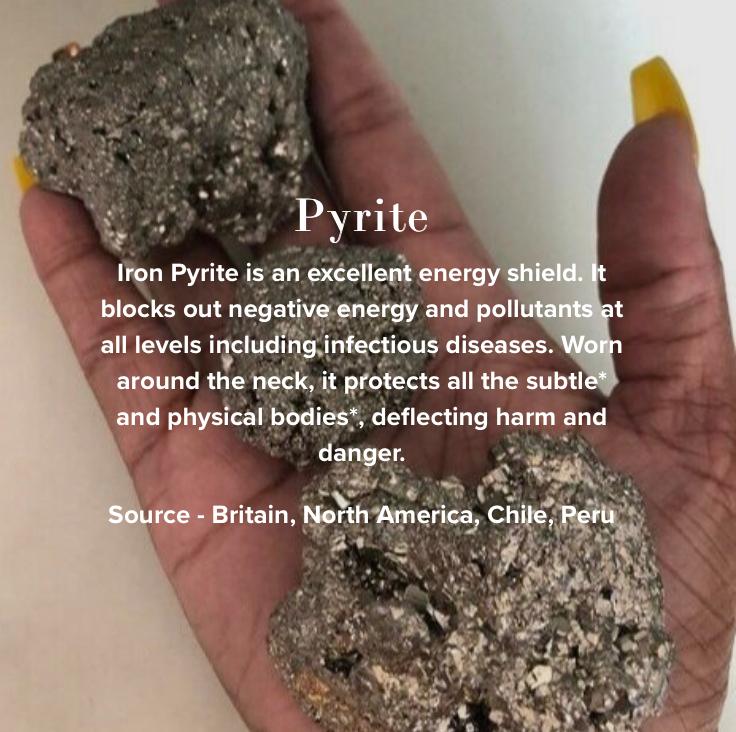 Pyrite
Iron Pyrite is an excellent energy shield. It
blocks out negative energy and pollutants at
all levels including infectious diseases. Worn
around the neck, it protects all the subtle*
and physical bodies*, deflecting harm and
danger.
Source - Britain, North America, Chile, Peru